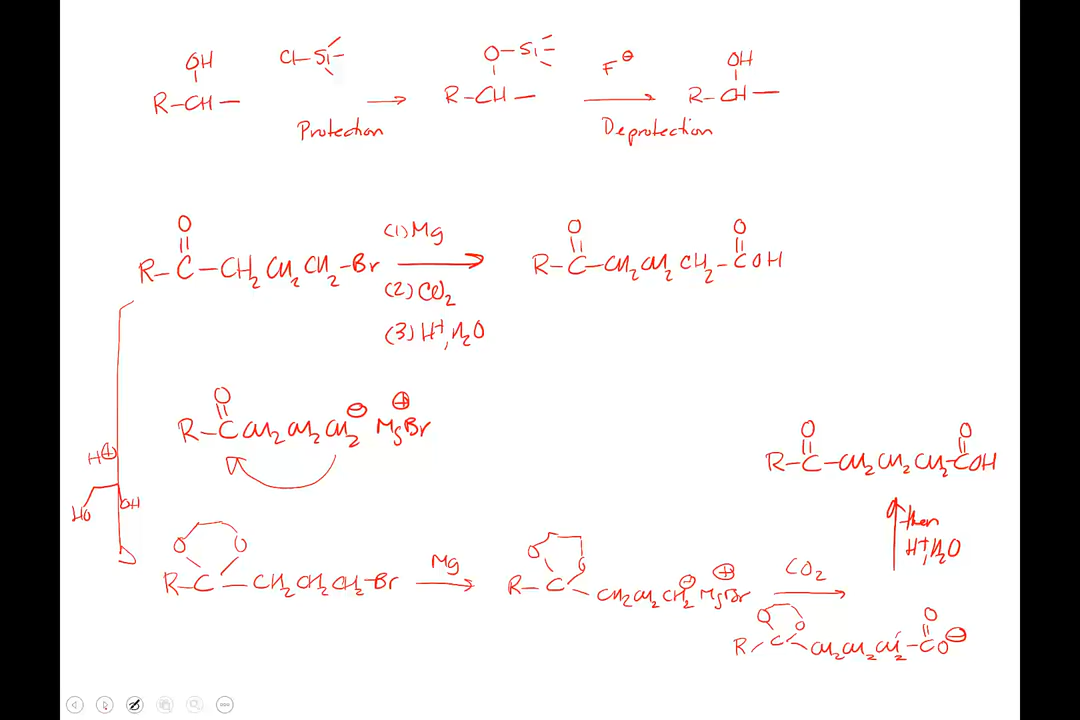 OH Cl–Si O–Si F⊖ OH
R–CH– → R–CH– → R–CH–
Protection Deprotection
O (1) Mg O O
R–C–CH2CH2CH2–Br → R–C–CH2CH2CH2–COH
(2) CO2
(3) H+, H2O
O ⊖ ⊕
R–CCH2CH2CH2 MgBr
O O
R–C–CH2CH2CH2–COH
H⊕
HO OH
then
H+, H2O
O O Mg O O CO2
R–C–CH2CH2CH2–Br → R–C–CH2CH2CH2⊖ MgBr⊕ →
O O O
R–C–CH2CH2CH2–CO⊖